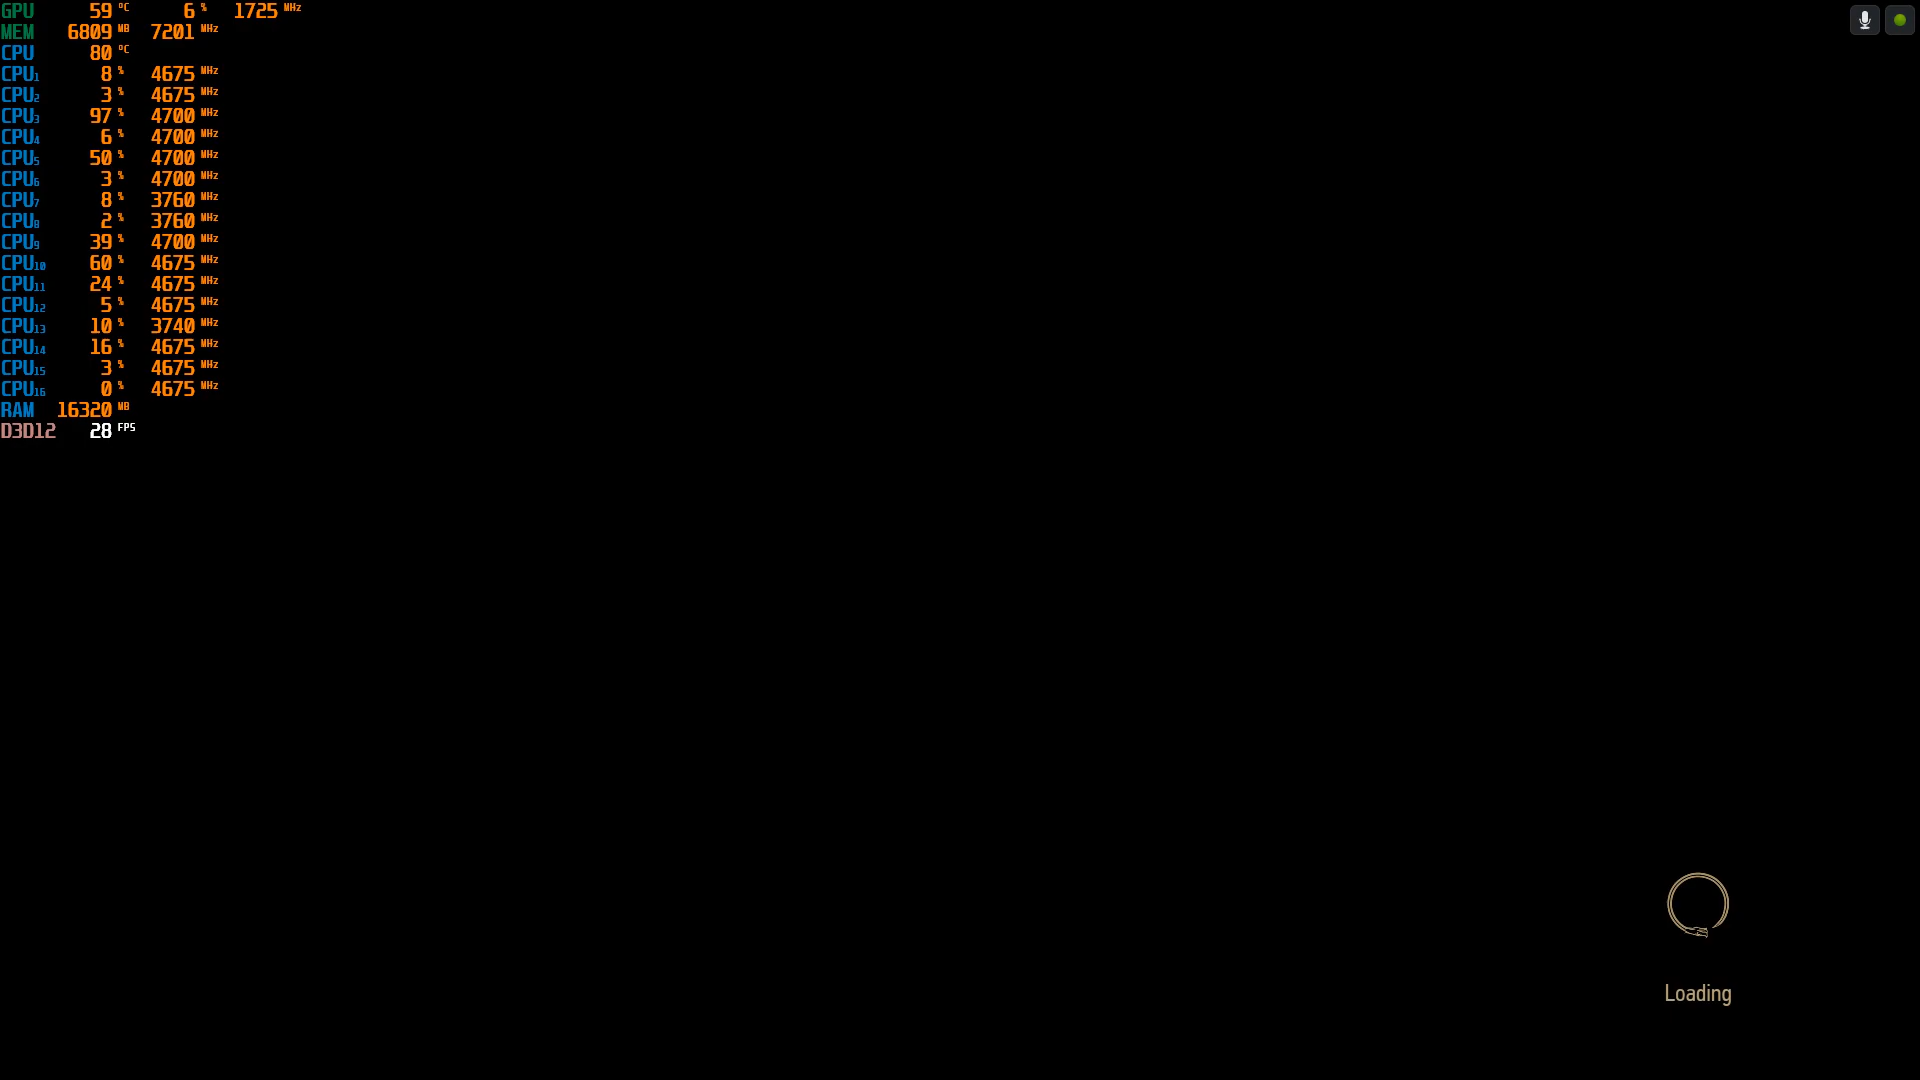 GPU 59 °C 6 % 1725 MHz
MEM 6809 MB 7201 MHz
CPU 80 °C
CPU1 8 % 4675 MHz
CPU2 3 % 4675 MHz
CPU3 97 % 4700 MHz
CPU4 6 % 4700 MHz
CPU5 50 % 4700 MHz
CPU6 3 % 4700 MHz
CPU7 8 % 3760 MHz
CPU8 2 % 3760 MHz
CPU9 39 % 4700 MHz
CPU10 60 % 4675 MHz
CPU11 24 % 4675 MHz
CPU12 5 % 4675 MHz
CPU13 10 % 3740 MHz
CPU14 16 % 4675 MHz
CPU15 3 % 4675 MHz
CPU16 0 % 4675 MHz
RAM 16320 MB
D3D12 28 FPS
Loading